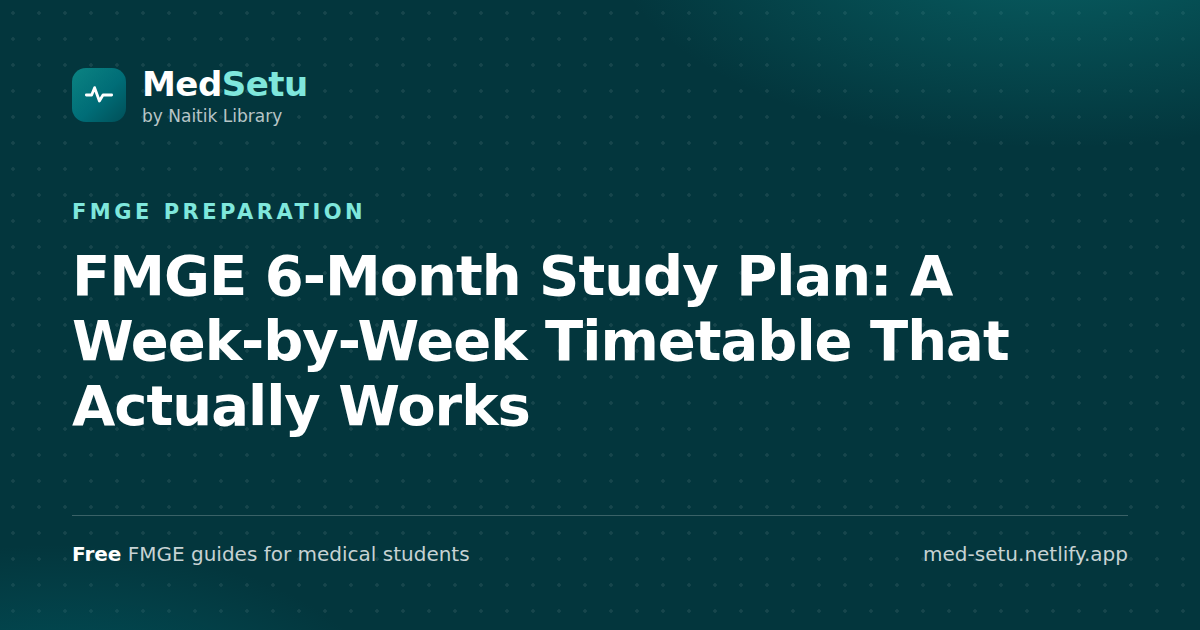 MedSetu
by Naitik Library
FMGE PREPARATION
FMGE 6-Month Study Plan: A
Week-by-Week Timetable That
Actually Works
Free FMGE guides for medical students
med-setu.netlify.app